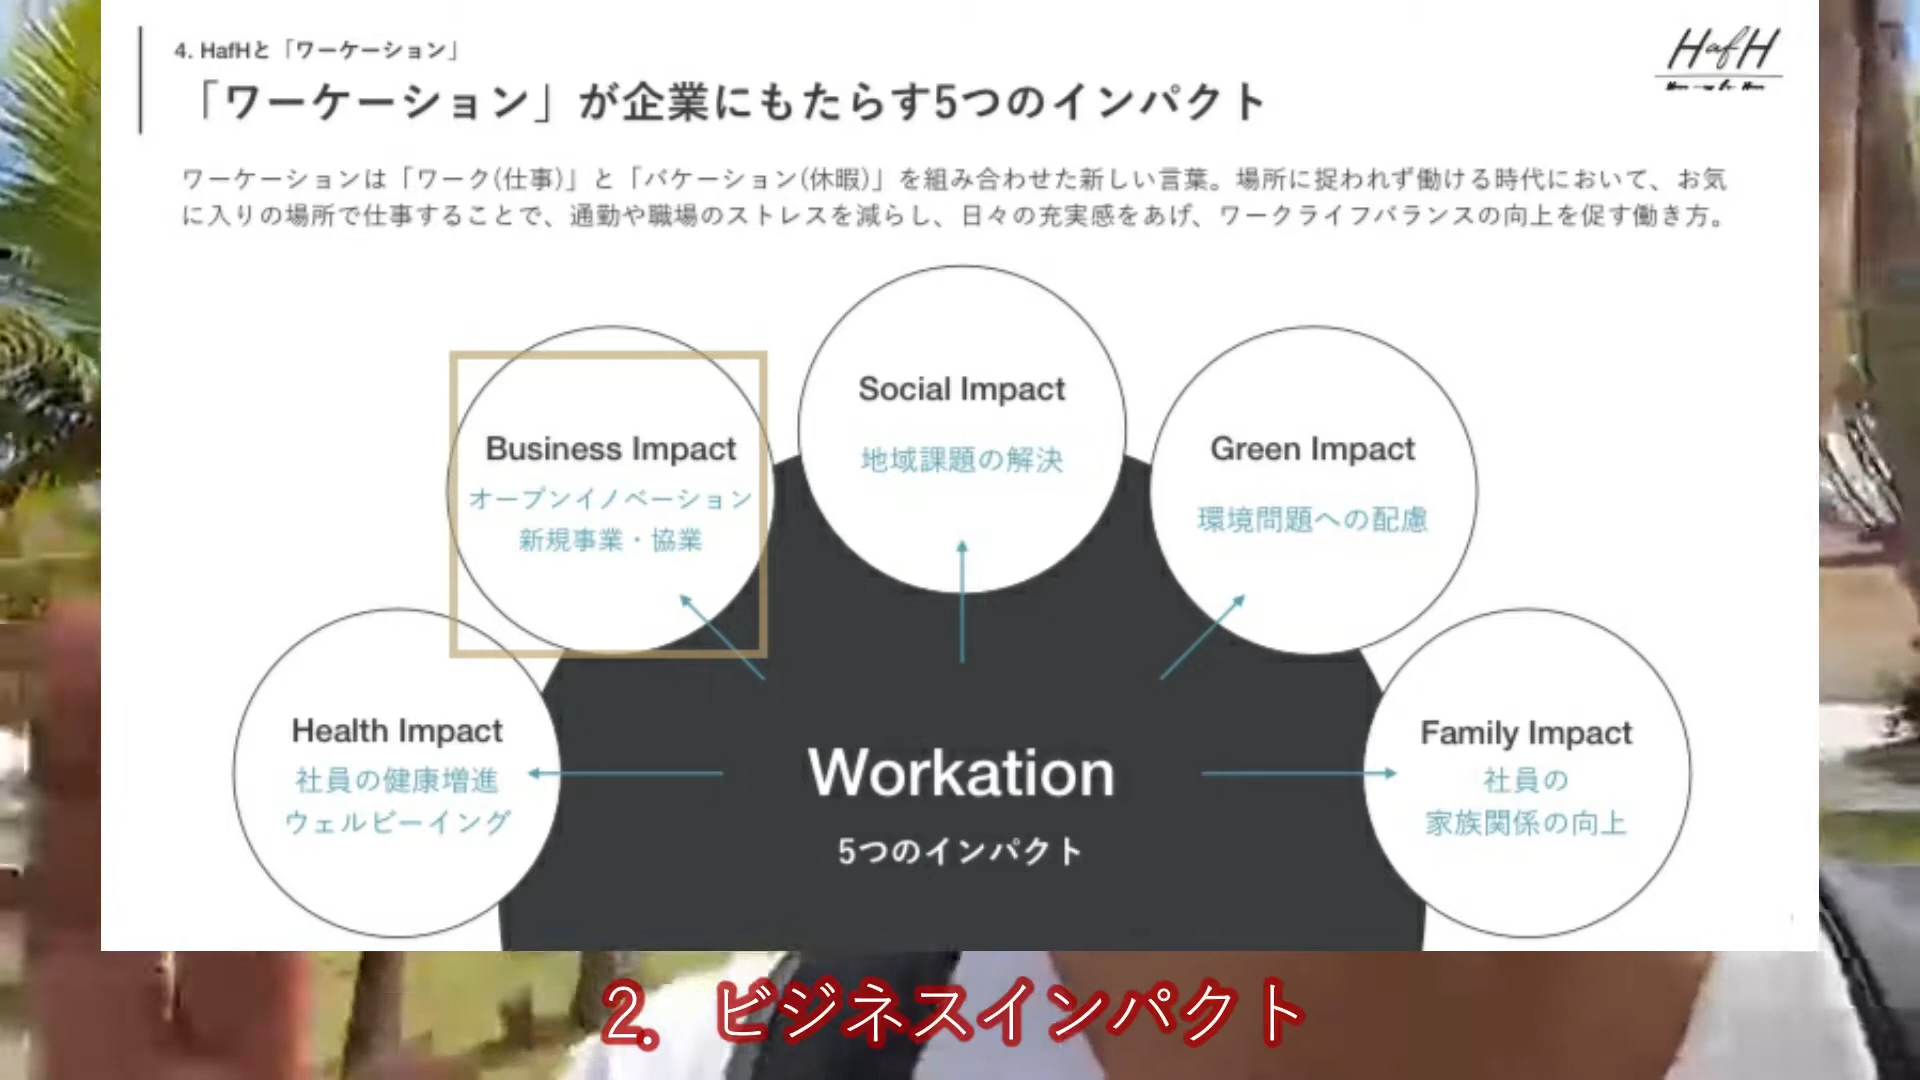 4. HafHと「ワーケーション」
「ワーケーション」が企業にもたらす5つのインパクト
HafH
ワーケーションは「ワーク(仕事)」と「バケーション(休暇)」を組み合わせた新しい言葉。場所に捉われず働ける時代において、お気
に入りの場所で仕事することで、通勤や職場のストレスを減らし、日々の充実感をあげ、ワークライフバランスの向上を促す働き方。
Social Impact
地域課題の解決
Business Impact
オープンイノベーション
新規事業・協業
Green Impact
環境問題への配慮
Health Impact
社員の健康増進
ウェルビーイング
Family Impact
社員の
家族関係の向上
Workation
5つのインパクト
2. ビジネスインパクト